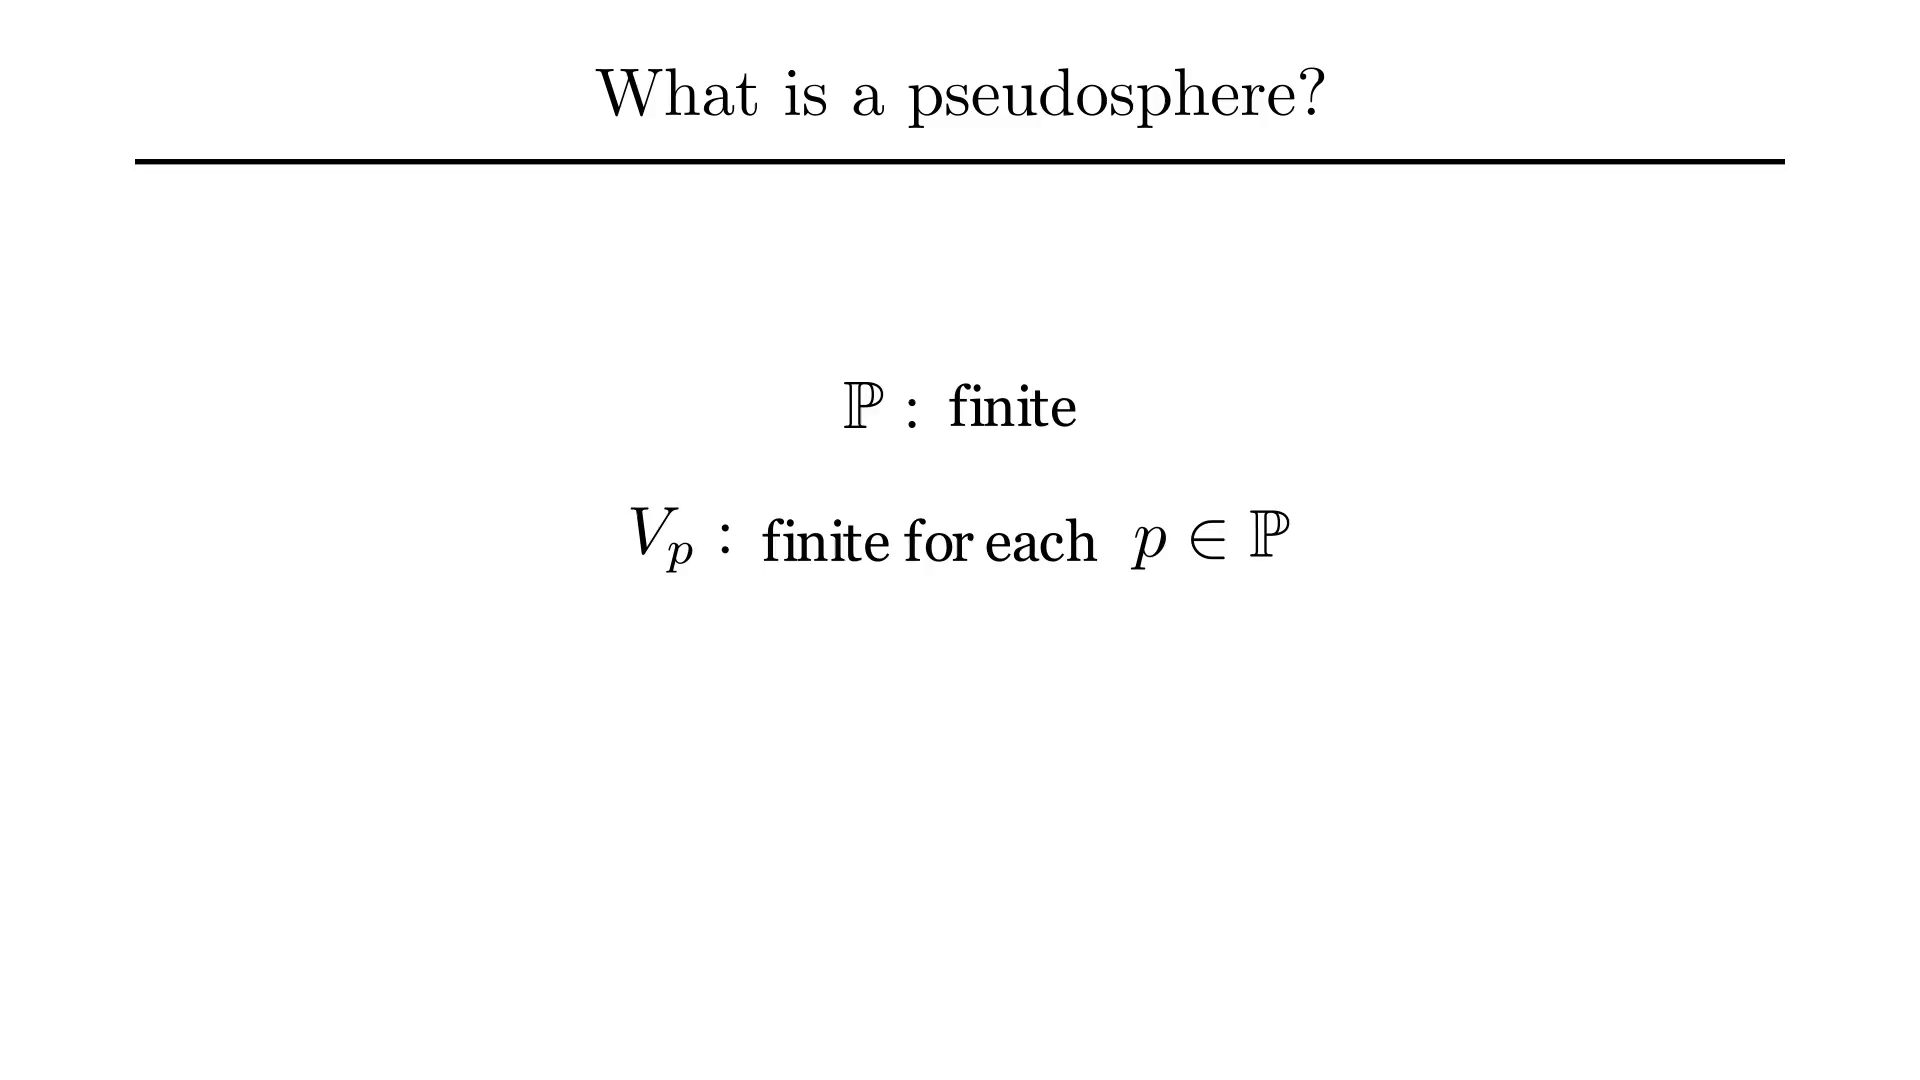 What is a pseudosphere?
ℙ : finite
V_p : finite for each p ∈ ℙ